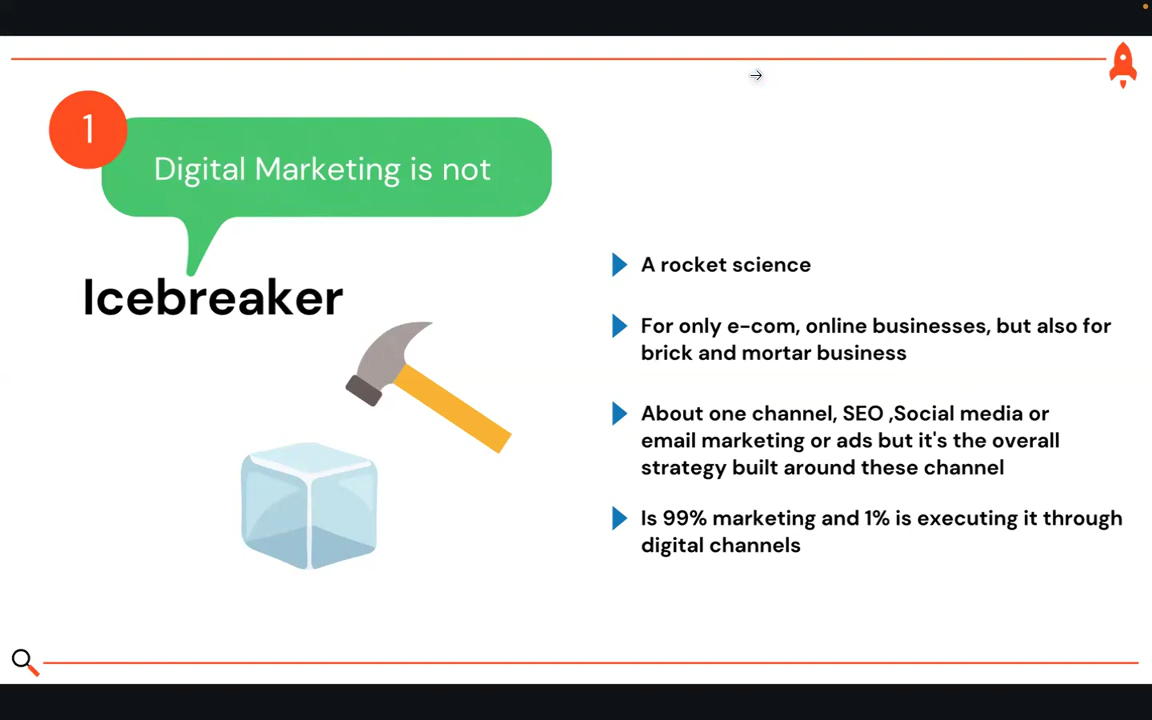 1
Digital Marketing is not
Icebreaker
A rocket science
For only e-com, online businesses, but also for
brick and mortar business
About one channel, SEO ,Social media or
email marketing or ads but it's the overall
strategy built around these channel
Is 99% marketing and 1% is executing it through
digital channels